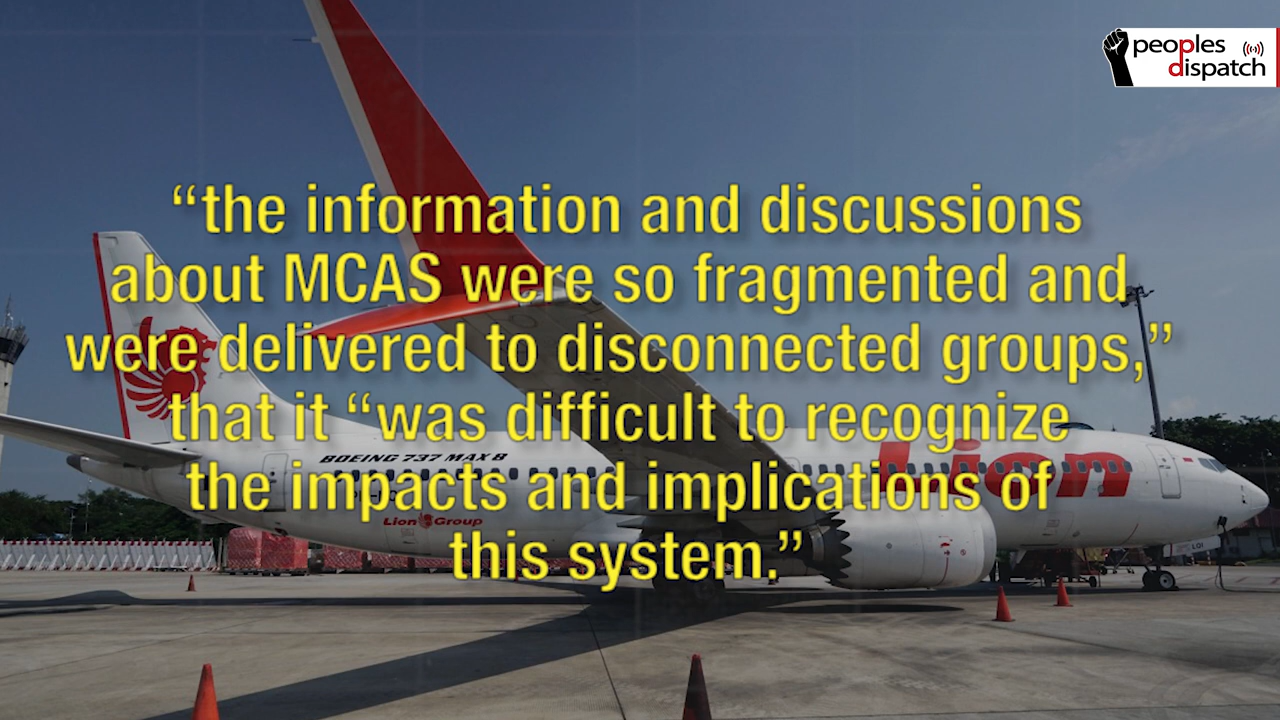 peoples
dispatch
“the information and discussions
about MCAS were so fragmented and
were delivered to disconnected groups,”
that it “was difficult to recognize
the impacts and implications of
this system.”
BOEING 737 MAX 8
Lion
Lion Group
LQI